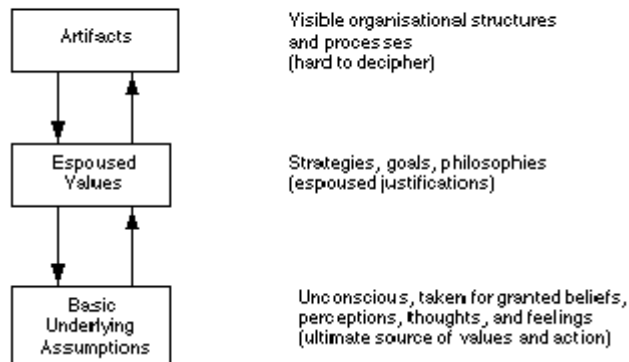 Artifacts
Visible organisational structures
and processes
(hard to decipher)
Espoused
Values
Strategies, goals, philosophies
(espoused justifications)
Basic
Underlying
Assumptions
Unconscious, taken for granted beliefs,
perceptions, thoughts, and feelings
(ultimate source of values and action)